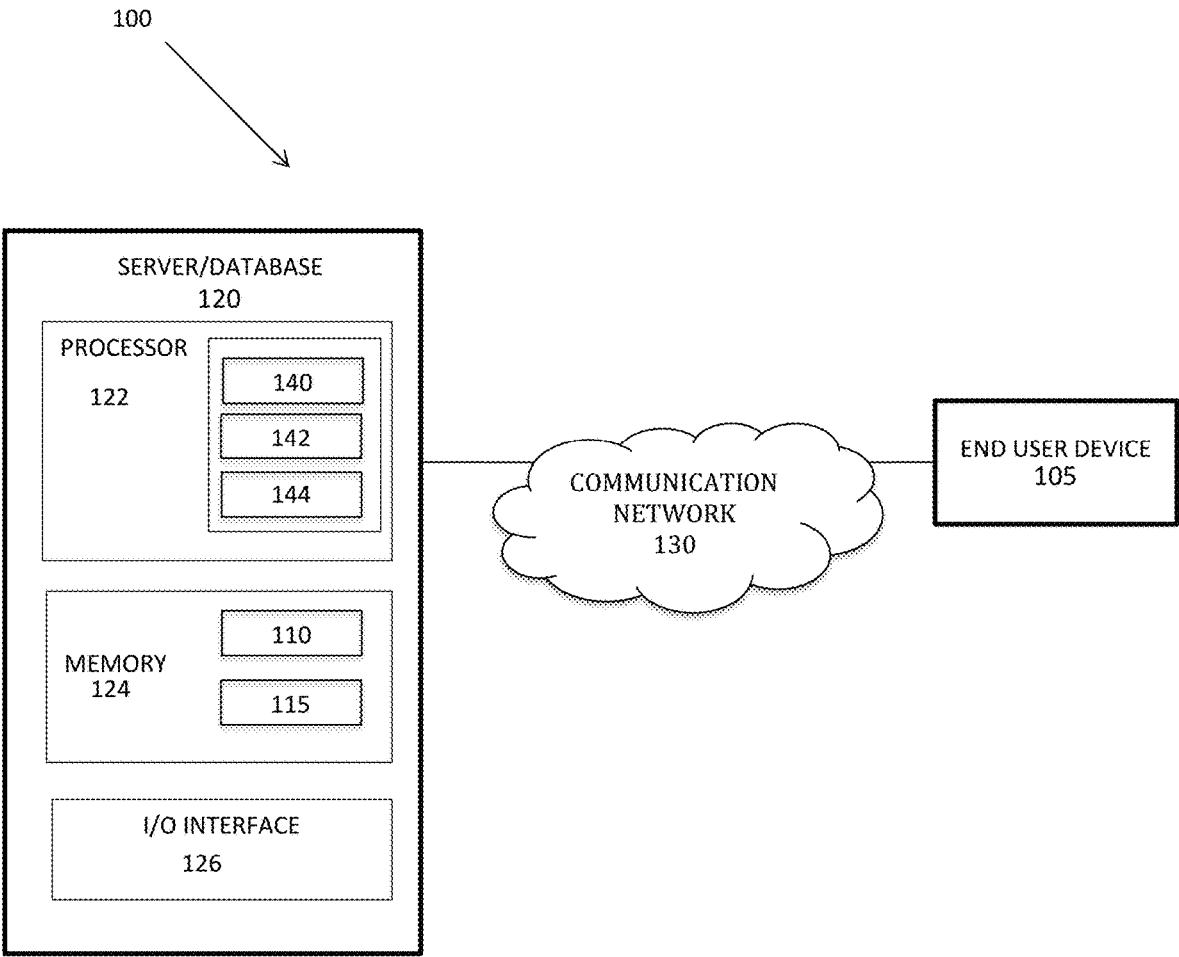 100
SERVER/DATABASE
120
PROCESSOR
122
140
142
144
MEMORY
124
110
115
I/O INTERFACE
126
COMMUNICATION
NETWORK
130
END USER DEVICE
105